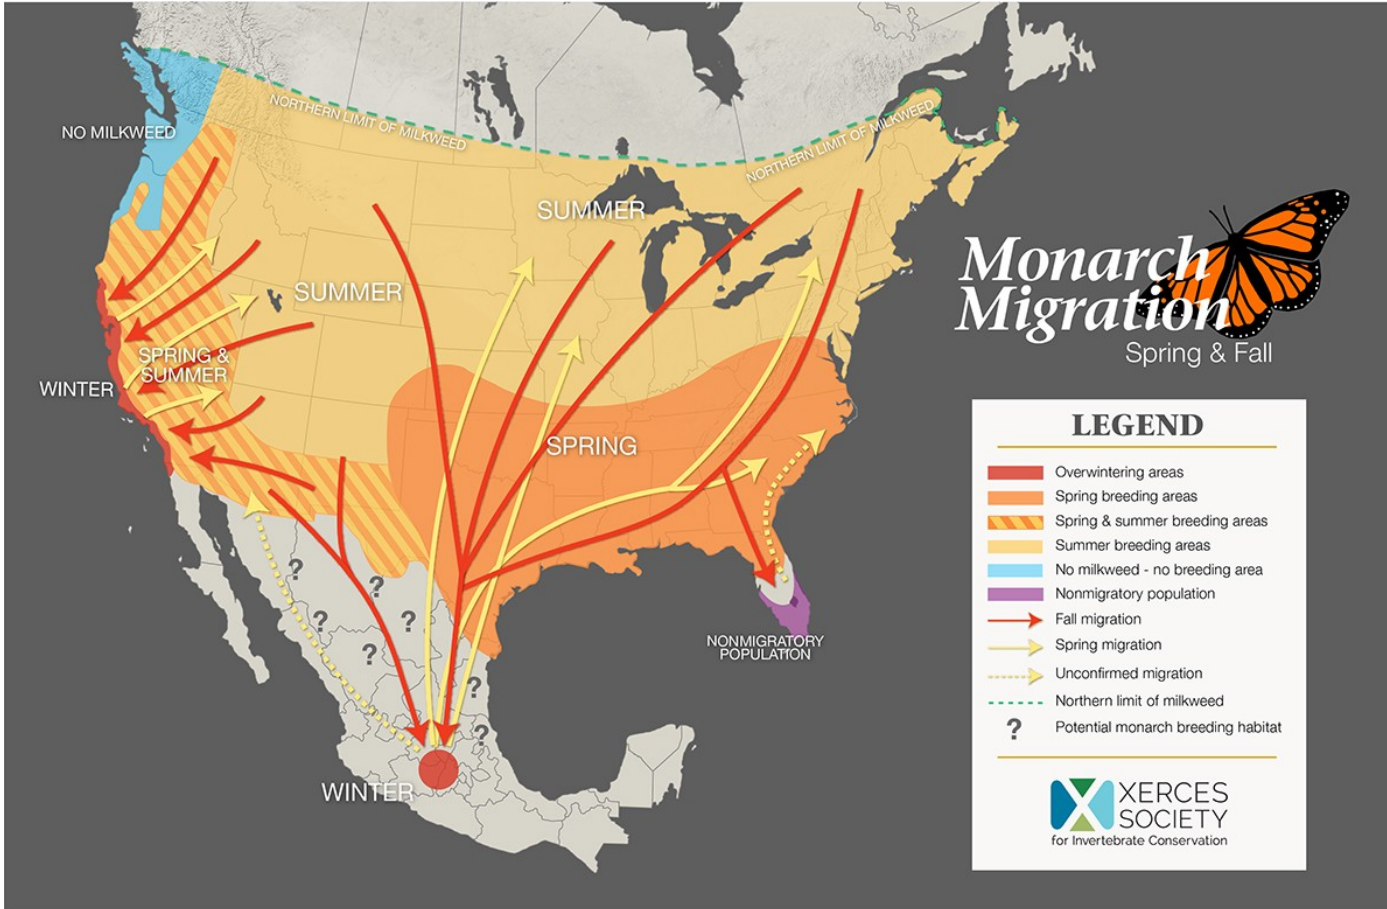 NORTHERN LIMIT OF MILKWEED
NORTHERN LIMIT OF MILKWEED
NO MILKWEED
SUMMER
SUMMER
SPRING &
SUMMER
WINTER
SPRING
NONMIGRATORY
POPULATION
WINTER
?
?
?
?
?
?
?
Monarch
Migration
Spring & Fall
LEGEND
Overwintering areas
Spring breeding areas
Spring & summer breeding areas
Summer breeding areas
No milkweed - no breeding area
Nonmigratory population
Fall migration
Spring migration
Unconfirmed migration
Northern limit of milkweed
? Potential monarch breeding habitat
XERCES
SOCIETY
for Invertebrate Conservation